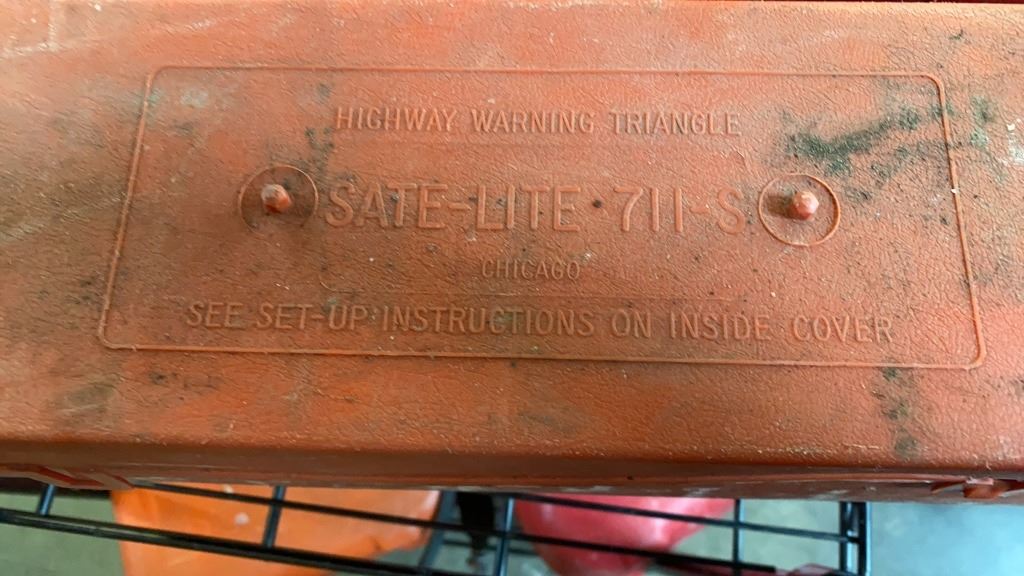 HIGHWAY WARNING TRIANGLE
SATE-LITE • 711-S
CHICAGO
SEE SET-UP INSTRUCTIONS ON INSIDE COVER